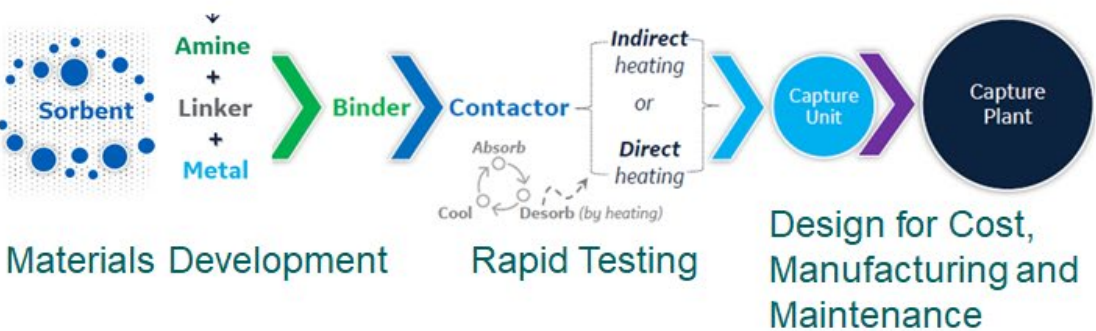 Sorbent
Amine
+
Linker
+
Metal
Binder
Contactor
Indirect
heating
or
Direct
heating
Absorb
Cool
Desorb (by heating)
Capture
Unit
Capture
Plant
Materials Development
Rapid Testing
Design for Cost,
Manufacturing and
Maintenance